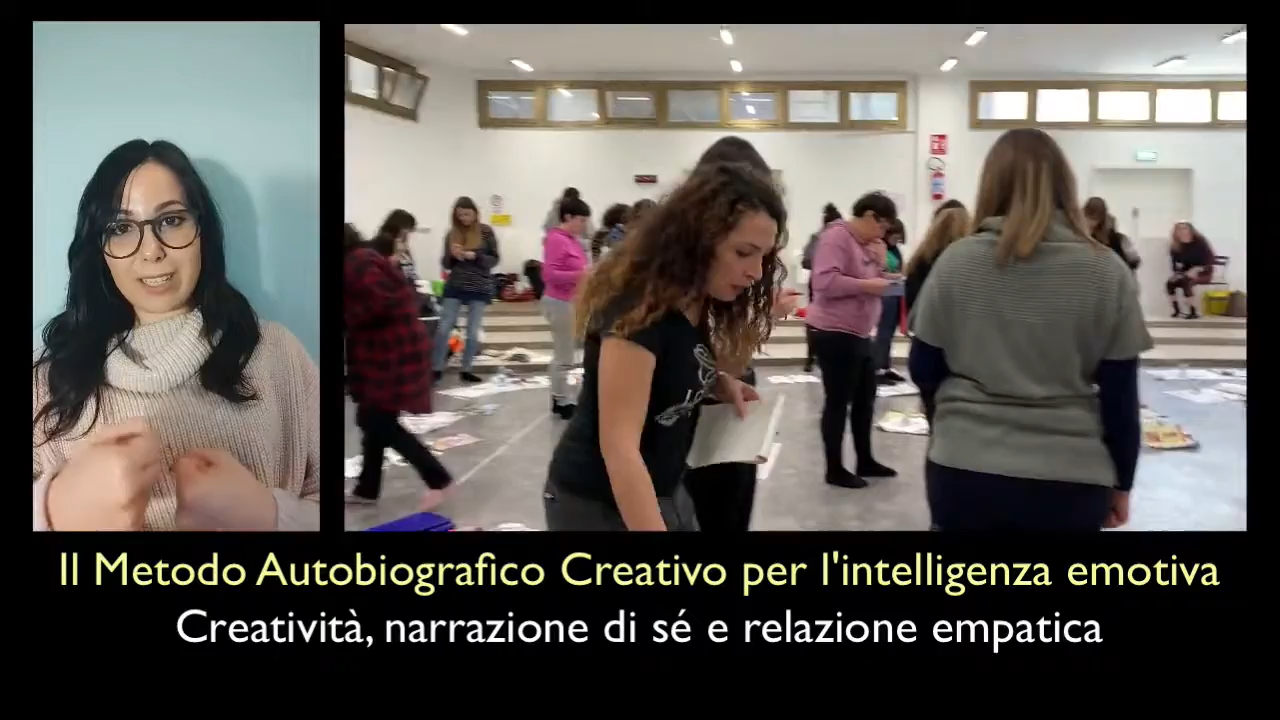 Il Metodo Autobiografico Creativo per l'intelligenza emotiva
Creatività, narrazione di sé e relazione empatica